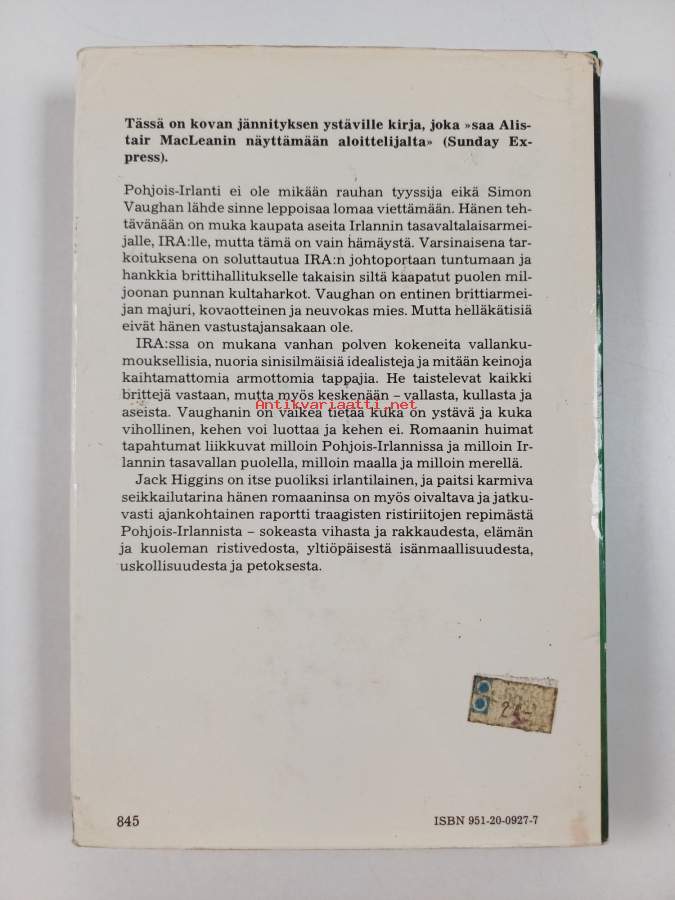 Tässä on kovan jännityksen ystäville kirja, joka »saa Alis-
tair MacLeanin näyttämään aloittelijalta» (Sunday Ex-
press).
Pohjois-Irlanti ei ole mikään rauhan tyyssija eikä Simon
Vaughan lähde sinne leppoisaa lomaa viettämään. Hänen teh-
tävänään on muka kaupata aseita Irlannin tasavaltalaisarmei-
jalle, IRA:lle, mutta tämä on vain hämäystä. Varsinaisena tar-
koituksena on soluttautua IRA:n johtoportaan tuntumaan ja
hankkia brittihallitukselle takaisin siltä kaapatut puolen mil-
joonan punnan kultaharkot. Vaughan on entinen brittiarmei-
jan majuri, kovaotteinen ja neuvokas mies. Mutta helläkätisiä
eivät hänen vastustajansakaan ole.
IRA:ssa on mukana vanhan polven kokeneita vallanku-
mouksellisia, nuoria sinisilmäisiä idealisteja ja mitään keinoja
kaihtamattomia armottomia tappajia. He taistelevat kaikki
brittejä vastaan, mutta myös keskenään – vallasta, kullasta ja
Antikvariaatti.net
aseista. Vaughanin on vaikea tietää kuka on ystävä ja kuka
vihollinen, kehen voi luottaa ja kehen ei. Romaanin huimat
tapahtumat liikkuvat milloin Pohjois-Irlannissa ja milloin Ir-
lannin tasavallan puolella, milloin maalla ja milloin merellä.
Jack Higgins on itse puoliksi irlantilainen, ja paitsi karmiva
seikkailutarina hänen romaaninsa on myös oivaltava ja jatku-
vasti ajankohtainen raportti traagisten ristiriitojen repimästä
Pohjois-Irlannista – sokeasta vihasta ja rakkaudesta, elämän
ja kuoleman ristivedosta, yltiöpäisestä isänmaallisuudesta,
uskollisuudesta ja petoksesta.
845
ISBN 951-20-0927-7